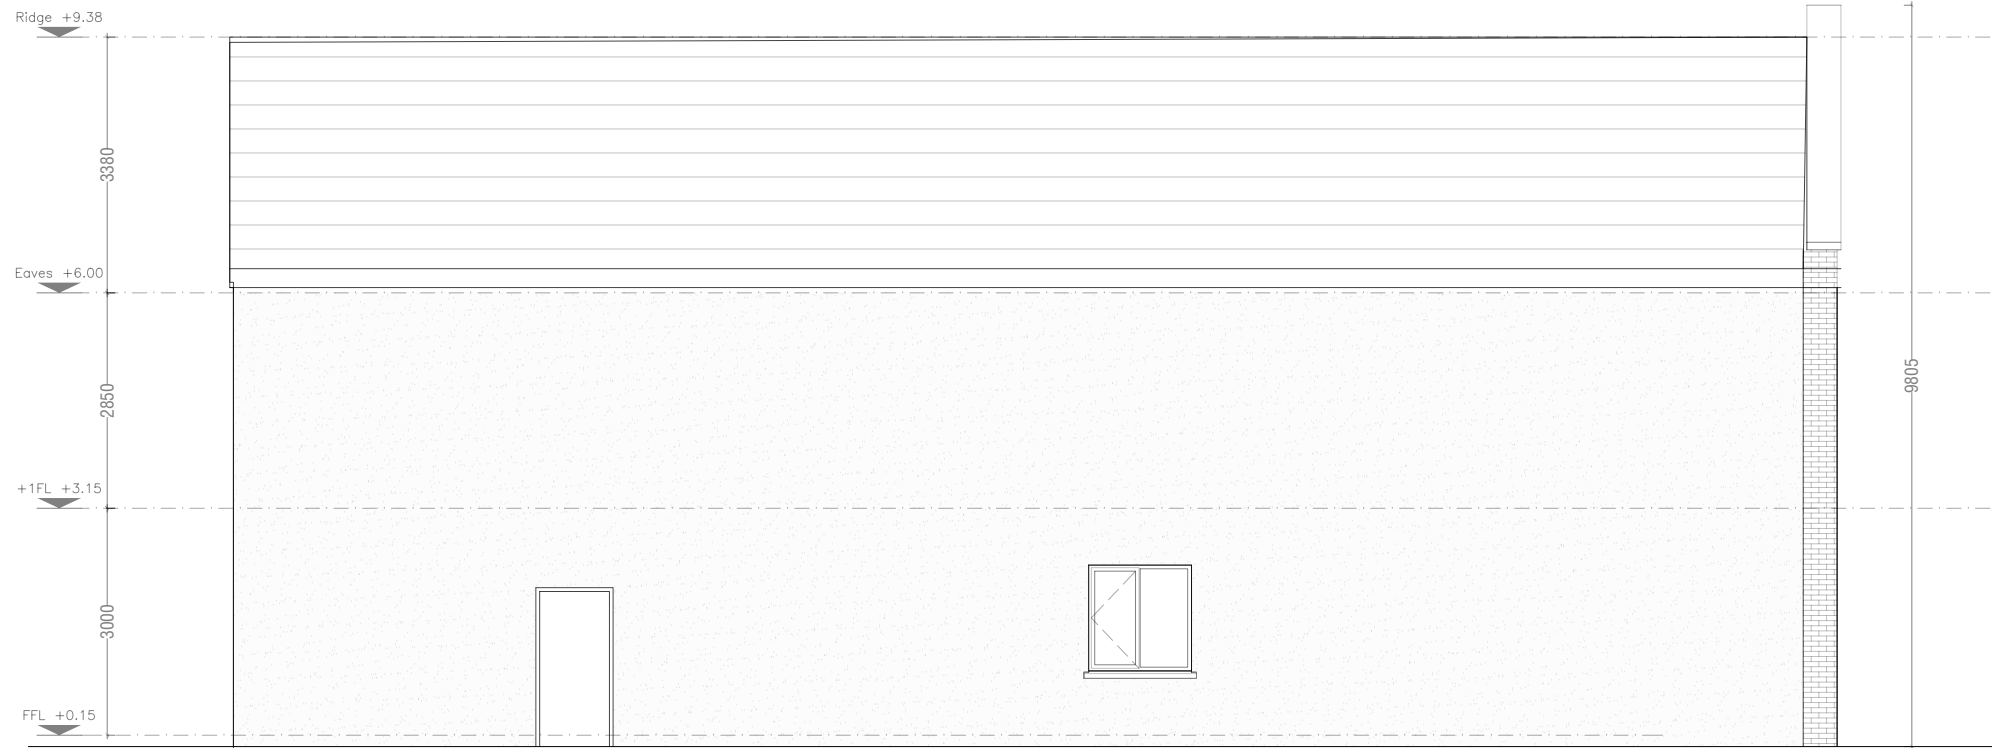 Ridge +9.38
3380
Eaves +6.00
2850
+1FL +3.15
3000
FFL +0.15
9805